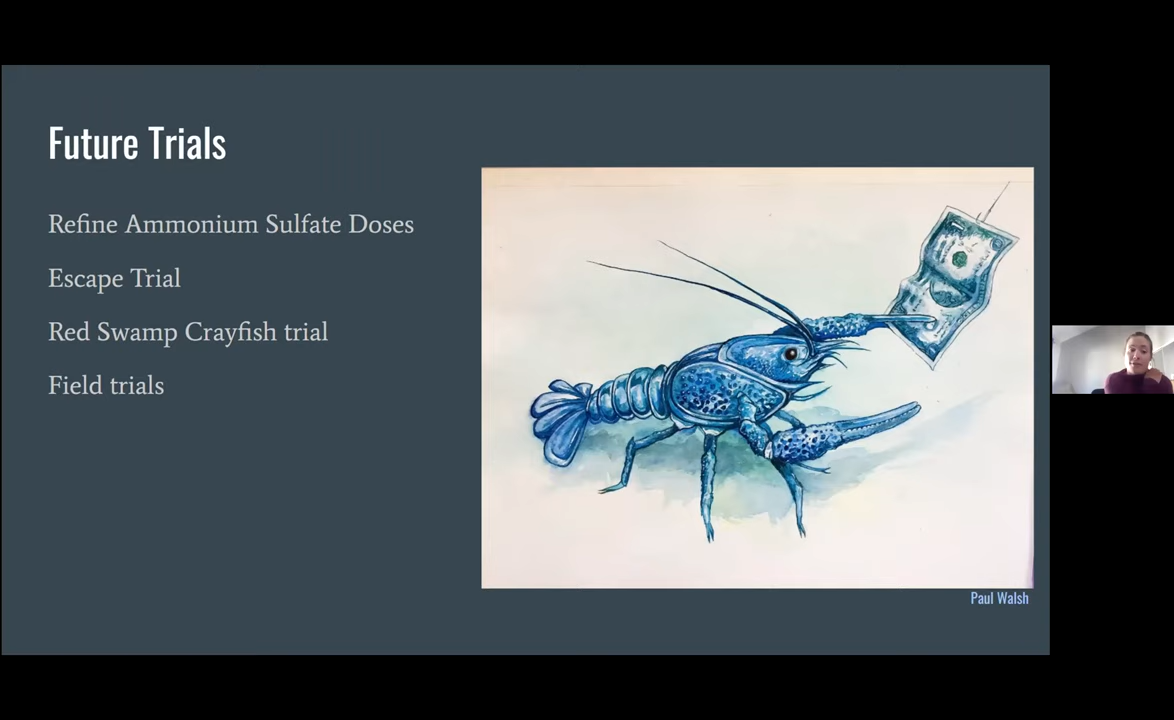 Future Trials
Refine Ammonium Sulfate Doses
Escape Trial
Red Swamp Crayfish trial
Field trials
Paul Walsh